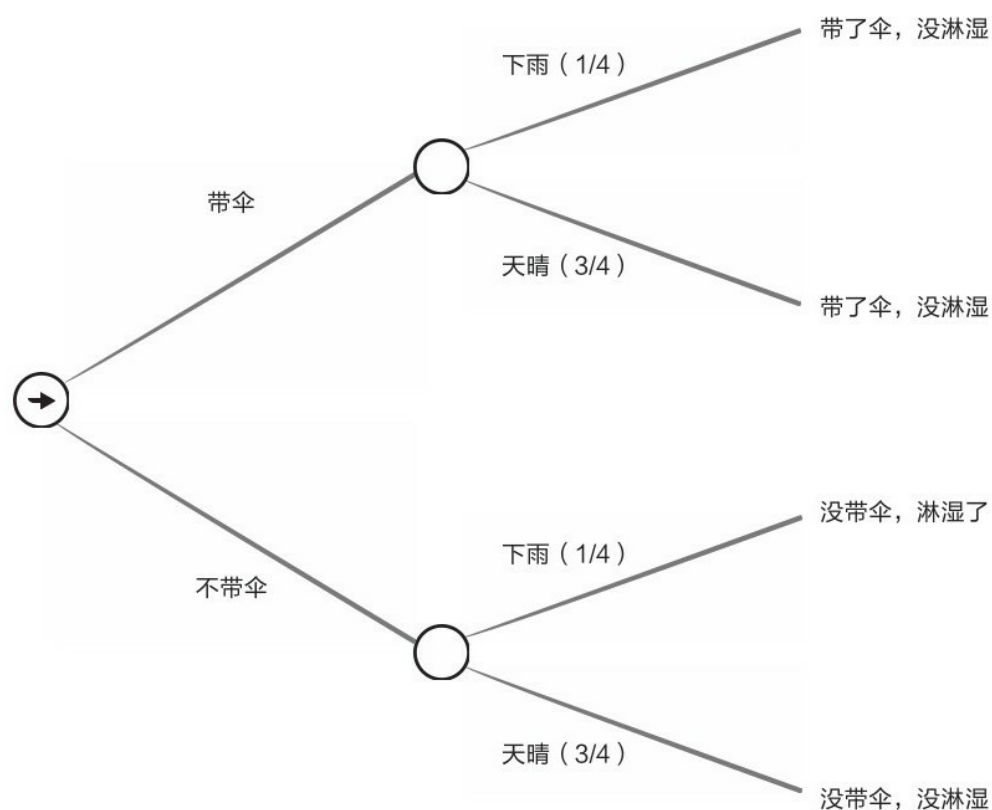 带了伞，没淋湿
下雨（1/4）
带伞
天晴（3/4）
带了伞，没淋湿
没带伞，淋湿了
下雨（1/4）
不带伞
天晴（3/4）
没带伞，没淋湿